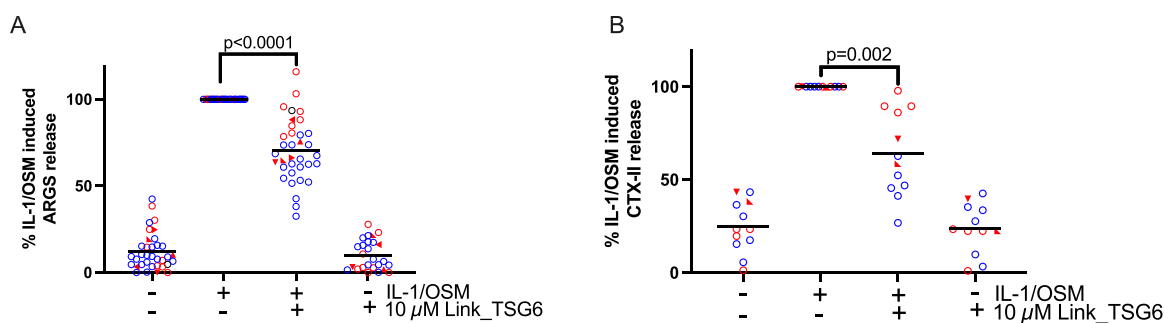 A
% IL-1/OSM induced
ARGS release
p<0.0001
100
50
0
- + + - IL-1/OSM
- - + + 10 µM Link_TSG6
B
% IL-1/OSM induced
CTX-II release
p=0.002
100
50
0
- + + - IL-1/OSM
- - + + 10 µM Link_TSG6